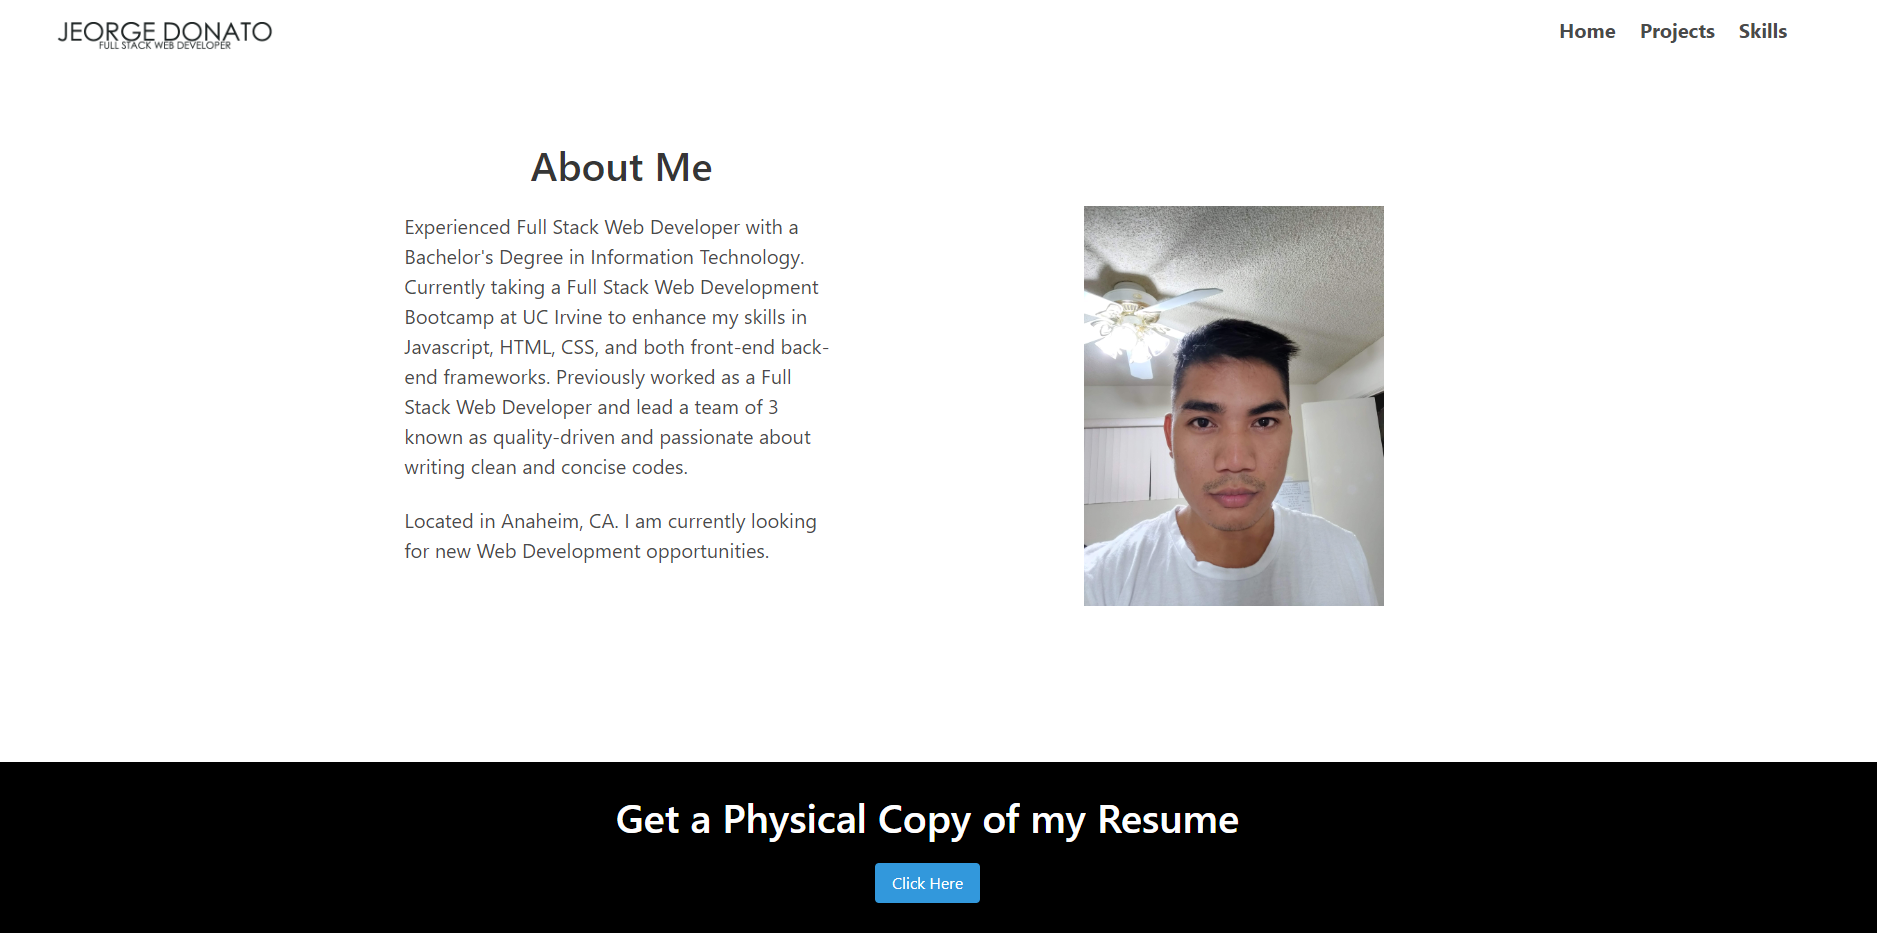 JEORGE DONATO
FULL STACK WEB DEVELOPER
Home Projects Skills
About Me
Experienced Full Stack Web Developer with a
Bachelor's Degree in Information Technology.
Currently taking a Full Stack Web Development
Bootcamp at UC Irvine to enhance my skills in
Javascript, HTML, CSS, and both front-end back-
end frameworks. Previously worked as a Full
Stack Web Developer and lead a team of 3
known as quality-driven and passionate about
writing clean and concise codes.
Located in Anaheim, CA. I am currently looking
for new Web Development opportunities.
Get a Physical Copy of my Resume
Click Here